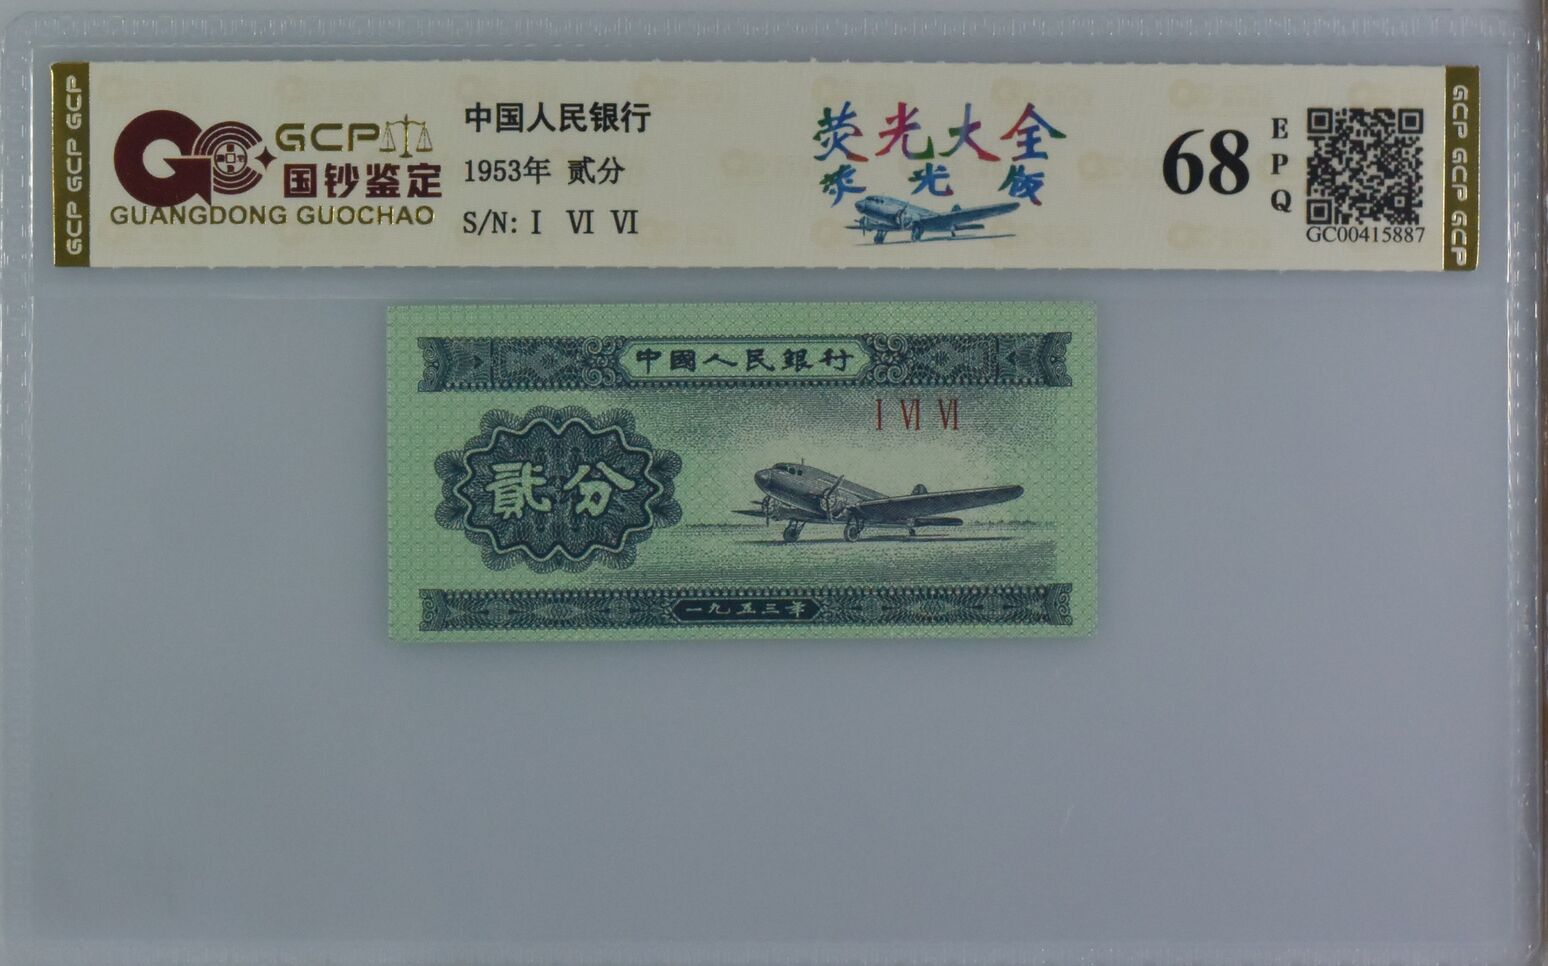 GCP GCP GCP
GCP
国钞鉴定
GUANGDONG GUOCHAO
中国人民银行
1953年 贰分
S/N: I VI VI
荧光大全
光版
68
EPQ
GC00415887
GCP GCP GCP
中國人民銀行
I VI VI
貳分
一九五三年